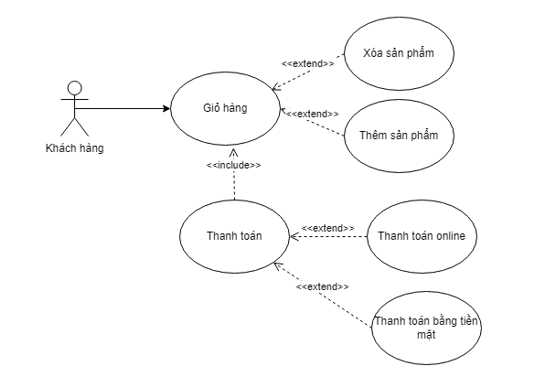 Xóa sản phẩm
<<extend>>
Giỏ hàng
<<extend>>
Thêm sản phẩm
Khách hàng
<<include>>
Thanh toán
<<extend>>
Thanh toán online
<<extend>>
Thanh toán bằng tiền
mặt